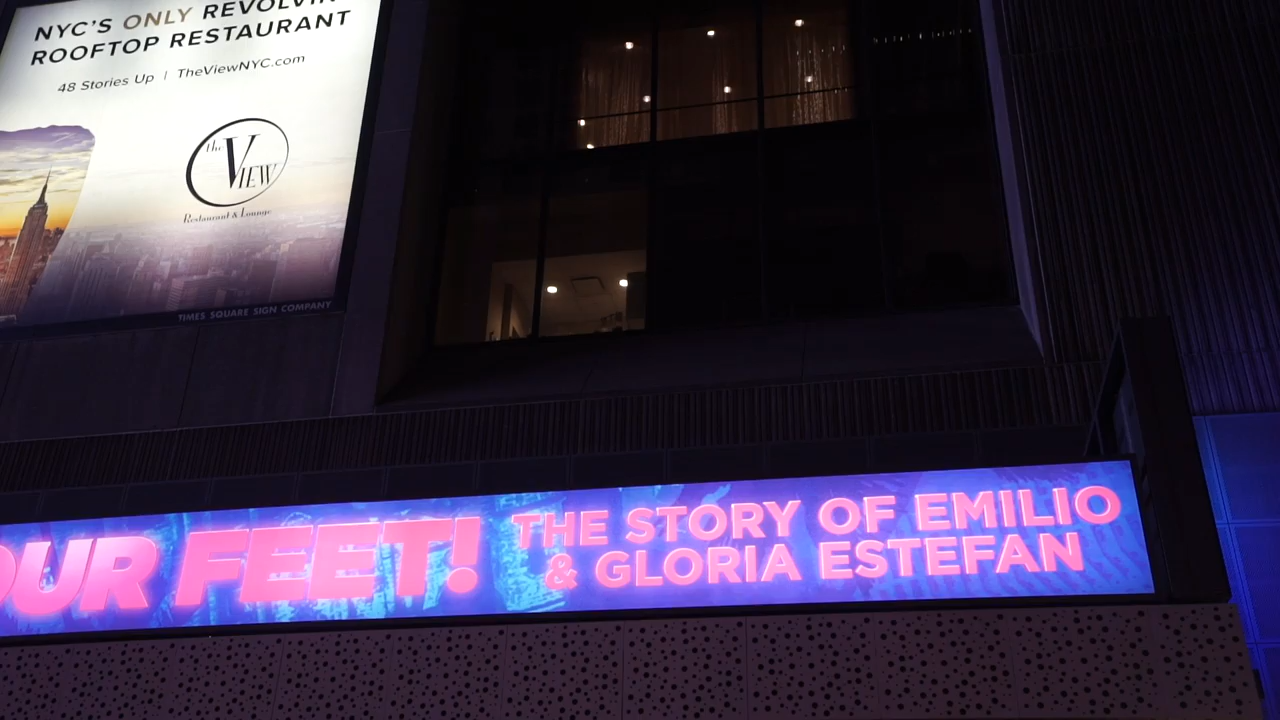 NYC'S ONLY REVOLVIN
ROOFTOP RESTAURANT
48 Stories Up | TheViewNYC.com
The
VIEW
Restaurant & Lounge
TIMES SQUARE SIGN COMPANY
OUR FEET!
THE STORY OF EMILIO
& GLORIA ESTEFAN